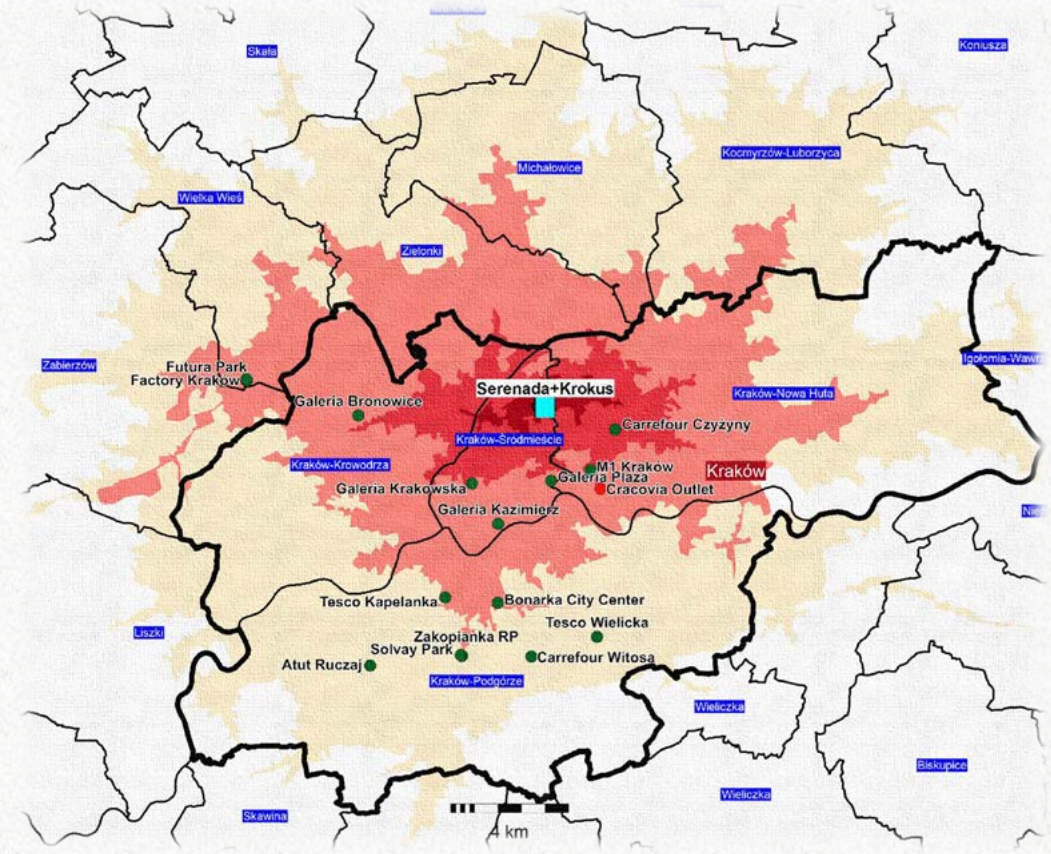 Skała
Koniusza
Kocmyrzów-Luborzyca
Michałowice
Wielka Wieś
Zielonki
Zabierzów
Igołomia-Wawrz
Futura Park
Factory Krakow
Serenada+Krokus
Kraków-Nowa Huta
Galeria Bronowice
Carrefour Czyżyny
Kraków-Śródmieście
Kraków-Krowodrza
M1 Kraków
Kraków
Galeria Plaza
Galeria Krakowska
Cracovia Outlet
Galeria Kazimierz
Tesco Kapelanka
Bonarka City Center
Tesco Wielicka
Liszki
Zakopianka RP
Solvay Park
Carrefour Witosa
Atut Ruczaj
Kraków-Podgórze
Wieliczka
Biskupice
Wieliczka
Skawina
4 km